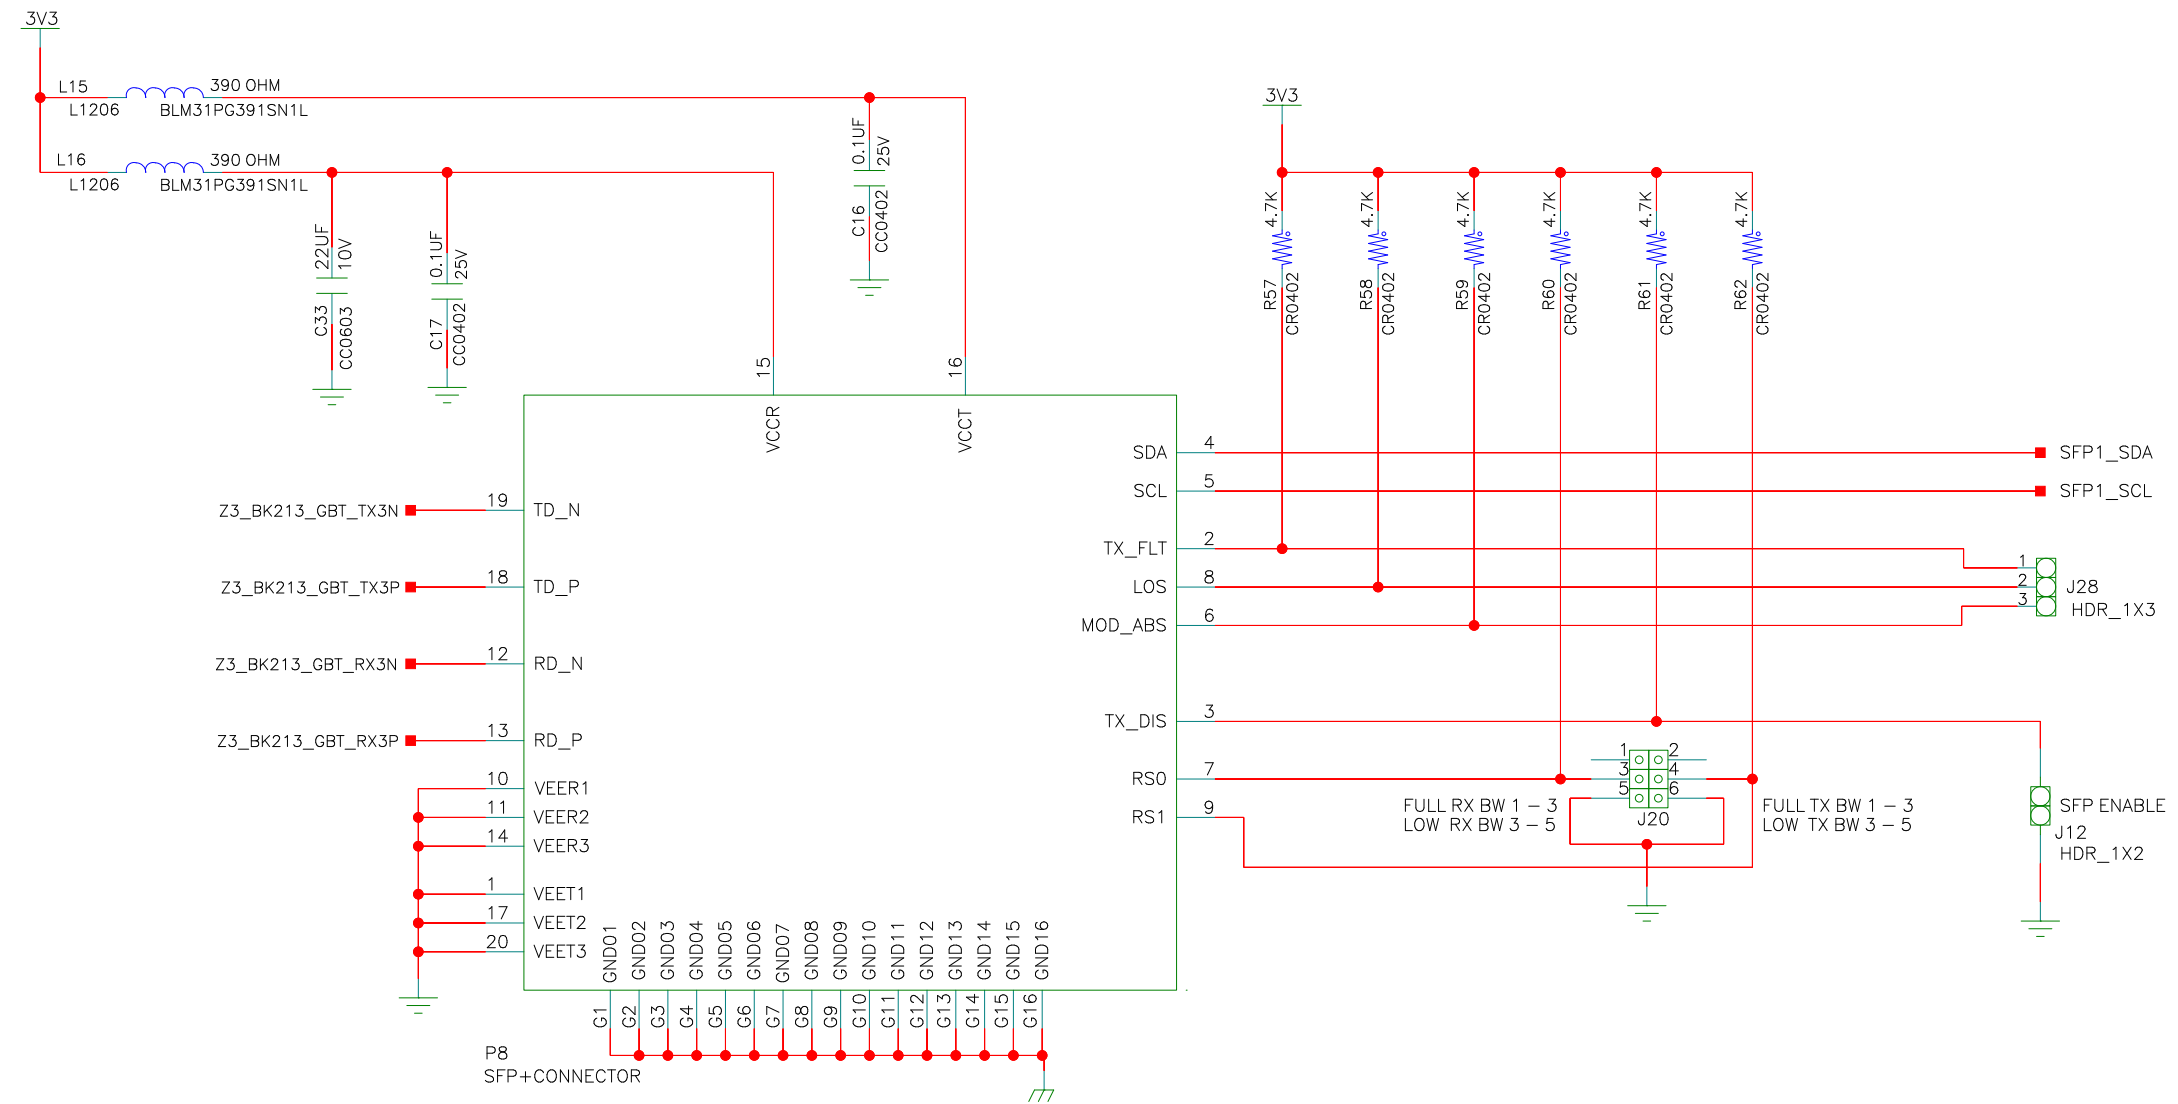 3V3
L15
390 OHM
L1206
BLM31PG391SN1L
L16
390 OHM
L1206
BLM31PG391SN1L
22UF
10V
C33
CC0603
0.1UF
25V
C17
CC0402
0.1UF
25V
C16
CC0402
15
16
VCCR
VCCT
3V3
4.7K
R57
CR0402
4.7K
R58
CR0402
4.7K
R59
CR0402
4.7K
R60
CR0402
4.7K
R61
CR0402
4.7K
R62
CR0402
Z3_BK213_GBT_TX3N
19
TD_N
Z3_BK213_GBT_TX3P
18
TD_P
Z3_BK213_GBT_RX3N
12
RD_N
Z3_BK213_GBT_RX3P
13
RD_P
10
VEER1
11
VEER2
14
VEER3
1
VEET1
17
VEET2
20
VEET3
SDA
4
SFP1_SDA
SCL
5
SFP1_SCL
TX_FLT
2
LOS
8
MOD_ABS
6
1
2
3
J28
HDR_1X3
TX_DIS
3
RS0
7
RS1
9
1
2
3
4
5
6
J20
FULL RX BW 1 - 3
LOW RX BW 3 - 5
FULL TX BW 1 - 3
LOW TX BW 3 - 5
SFP ENABLE
J12
HDR_1X2
GND01
GND02
GND03
GND04
GND05
GND06
GND07
GND08
GND09
GND10
GND11
GND12
GND13
GND14
GND15
GND16
G1
G2
G3
G4
G5
G6
G7
G8
G9
G10
G11
G12
G13
G14
G15
G16
P8
SFP+CONNECTOR